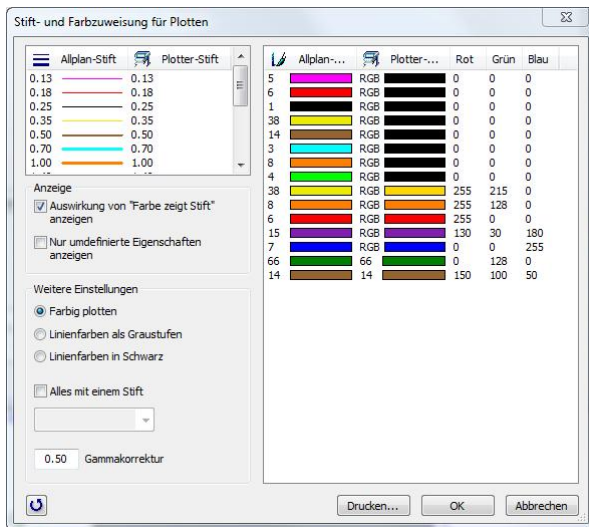 Stift- und Farbzuweisung für Plotten
Allplan-Stift Plotter-Stift
0.13 0.13
0.18 0.18
0.25 0.25
0.35 0.35
0.50 0.50
0.70 0.70
1.00 1.00
Anzeige
Auswirkung von "Farbe zeigt Stift"
anzeigen
Nur umdefinierte Eigenschaften
anzeigen
Weitere Einstellungen
Farbig plotten
Linienfarben als Graustufen
Linienfarben in Schwarz
Alles mit einem Stift
0.50 Gammakorrektur
Allplan-... Plotter-... Rot Grün Blau
5 RGB 0 0 0
6 RGB 0 0 0
1 RGB 0 0 0
38 RGB 0 0 0
14 RGB 0 0 0
3 RGB 0 0 0
8 RGB 0 0 0
4 RGB 0 0 0
38 RGB 255 215 0
8 RGB 255 128 0
6 RGB 255 0 0
15 RGB 130 30 180
7 RGB 0 0 255
66 66 0 128 0
14 14 150 100 50
Drucken... OK Abbrechen